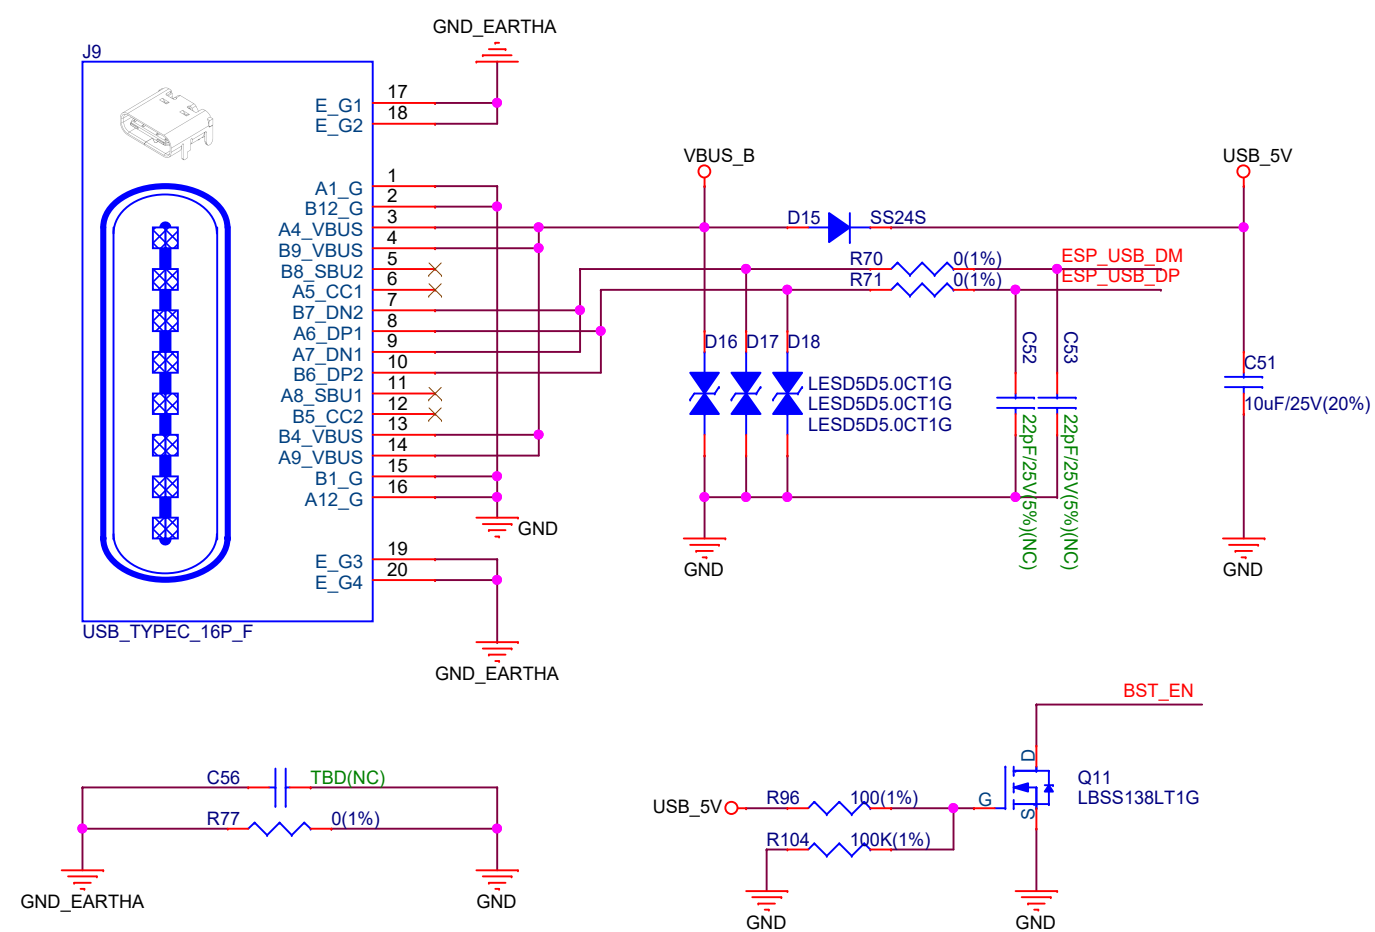 GND_EARTHA
J9
E_G1 17
E_G2 18
A1_G 1
B12_G 2
A4_VBUS 3
B9_VBUS 4
B8_SBU2 5
A5_CC1 6
B7_DN2 7
A6_DP1 8
A7_DN1 9
B6_DP2 10
A8_SBU1 11
B5_CC2 12
B4_VBUS 13
A9_VBUS 14
B1_G 15
A12_G 16
GND
E_G3 19
E_G4 20
USB_TYPEC_16P_F
GND_EARTHA
VBUS_B
USB_5V
D15 SS24S
R70 0(1%) ESP_USB_DM
R71 0(1%) ESP_USB_DP
D16 D17 D18
LESD5D5.0CT1G
LESD5D5.0CT1G
LESD5D5.0CT1G
C52
22pF/25V(5%)(NC)
C53
22pF/25V(5%)(NC)
C51
10uF/25V(20%)
GND
GND
C56 TBD(NC)
R77 0(1%)
GND_EARTHA
GND
BST_EN
USB_5V
R96 100(1%)
R104 100K(1%)
G
D
S
Q11
LBSS138LT1G
GND
GND